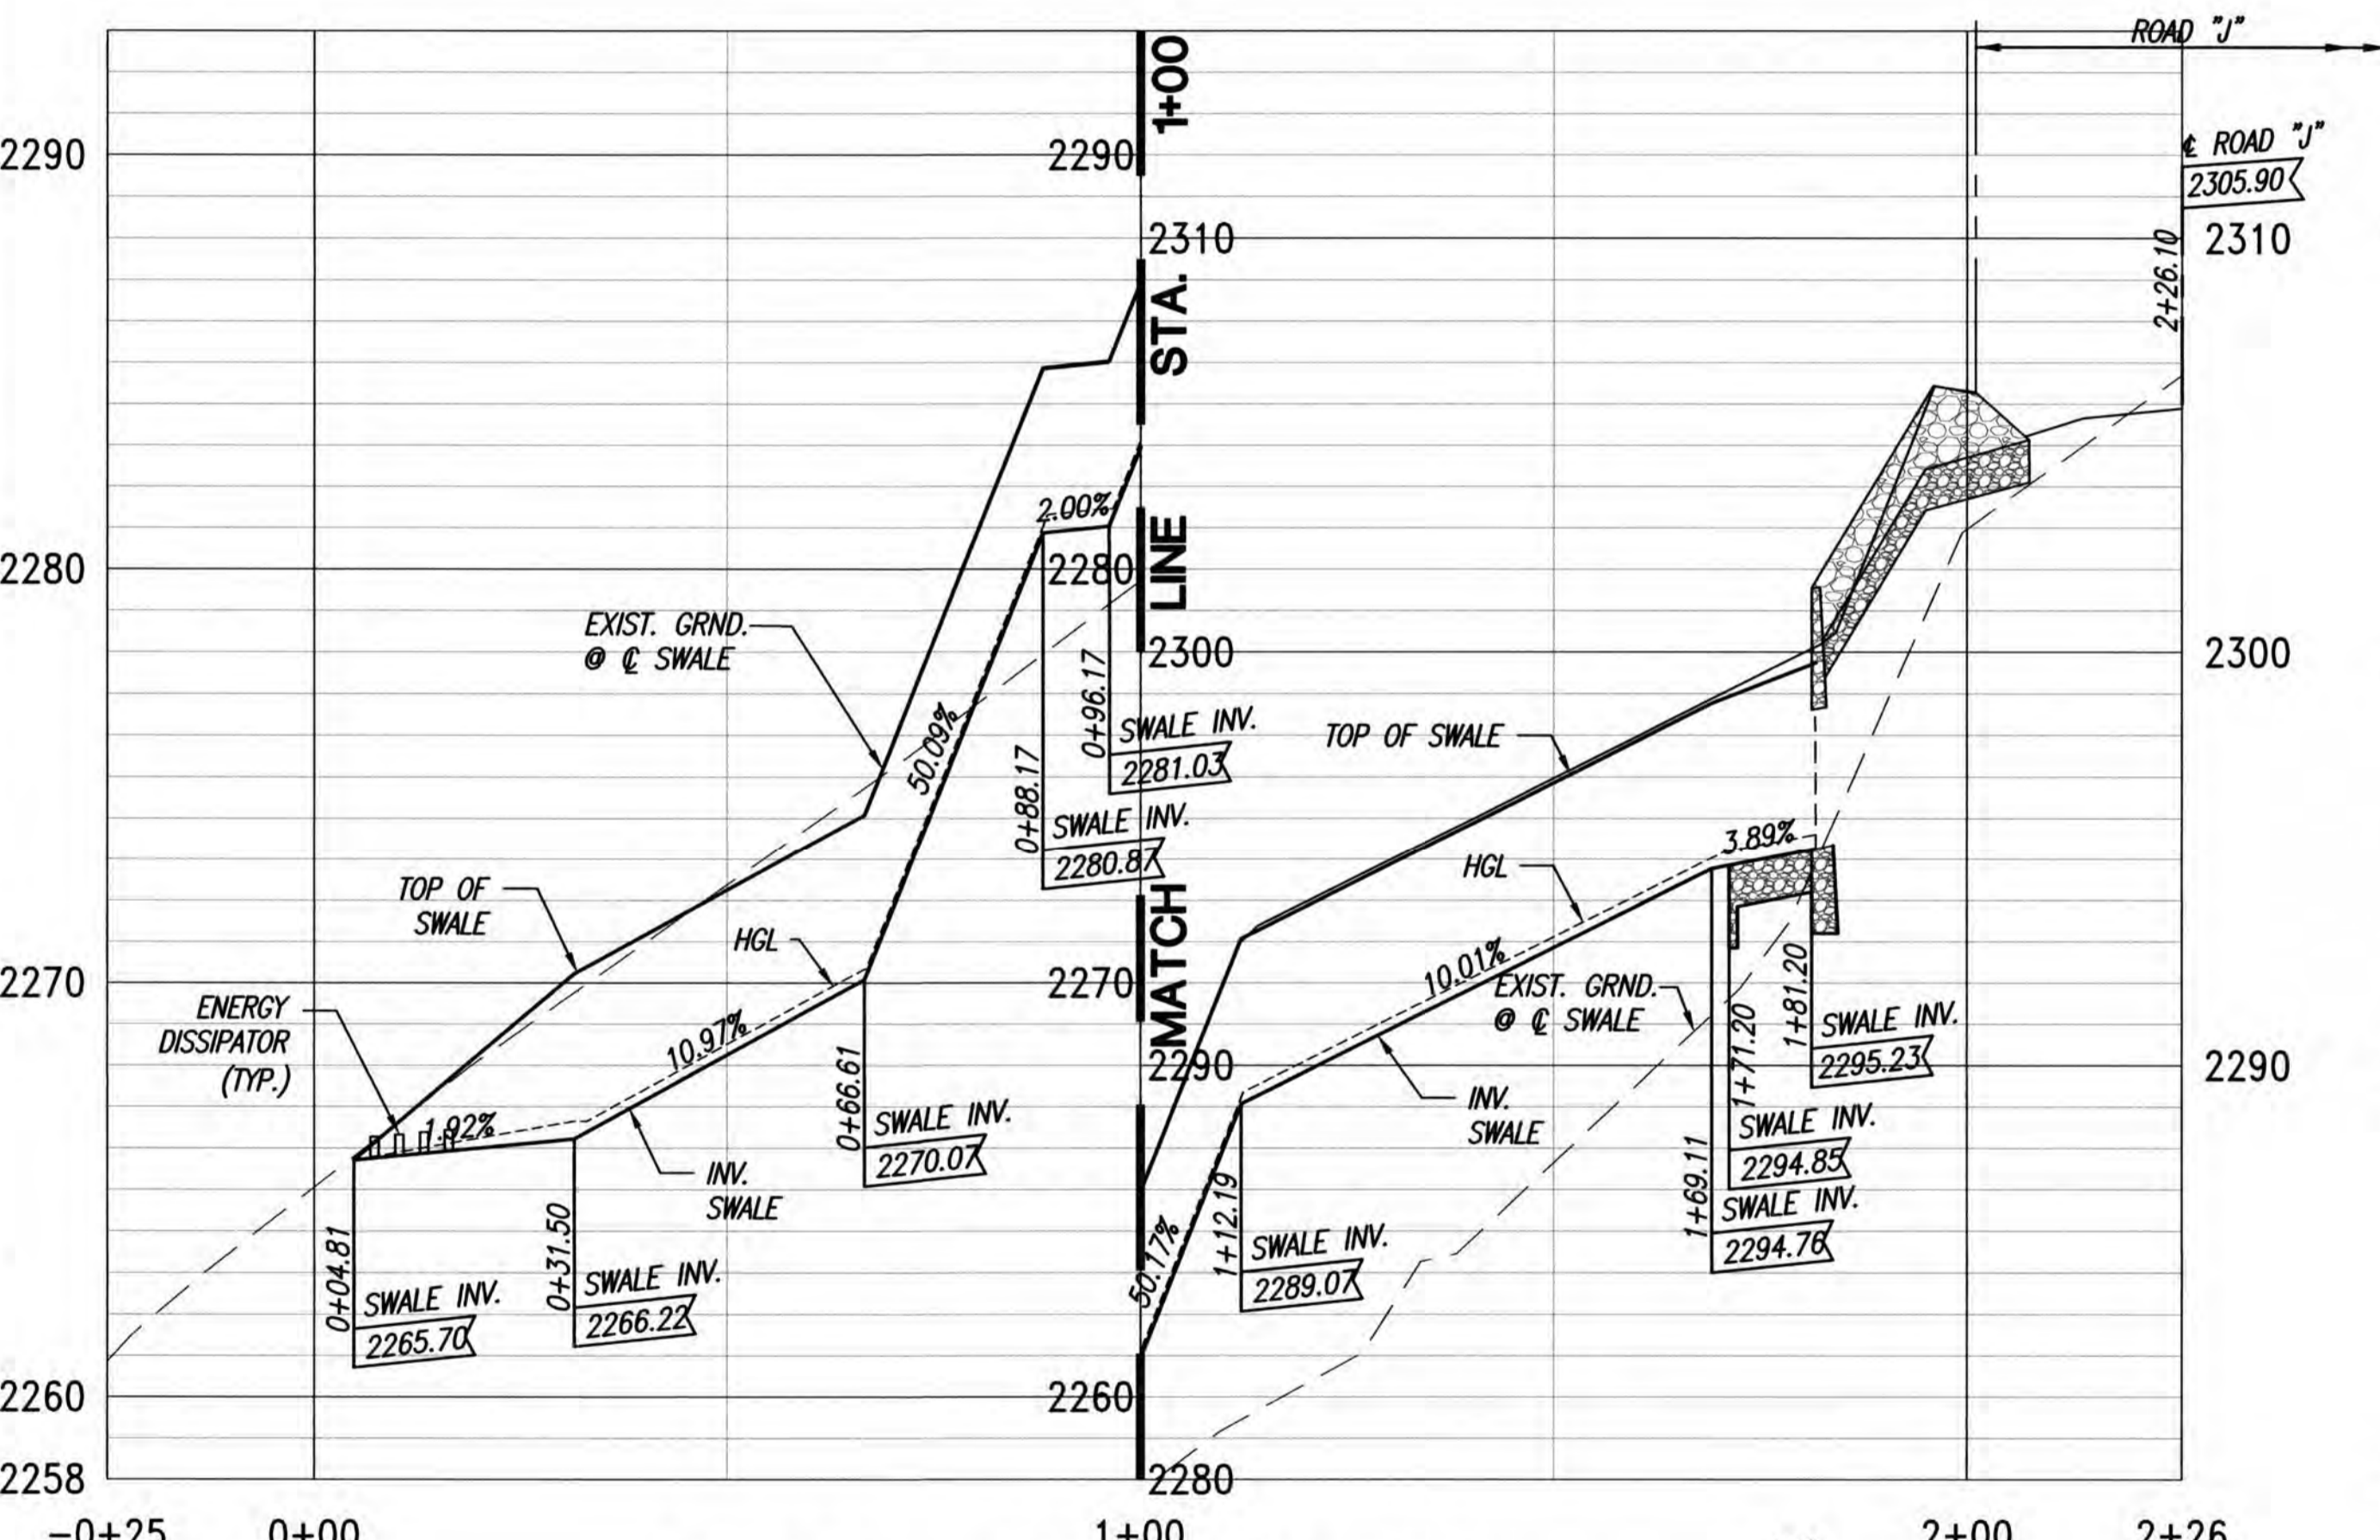 ROAD "J"
1+00
2290
2290
℄ ROAD "J"
2305.90
2310
2310
2+26.10
STA.
2.00%
2280
2280
LINE
EXIST. GRND.
@ ℄ SWALE
2300
2300
50.09%
0+96.17
SWALE INV.
2281.03
TOP OF SWALE
0+88.17
SWALE INV.
2280.87
3.89%
HGL
TOP OF
SWALE
MATCH
HGL
2270
2270
10.01%
EXIST. GRND.
@ ℄ SWALE
ENERGY
DISSIPATOR
(TYP.)
10.97%
1+81.20
SWALE INV.
2295.23
2290
2290
1.92%
0+66.61
SWALE INV.
2270.07
INV.
SWALE
1+71.20
SWALE INV.
2294.85
INV.
SWALE
1+69.11
SWALE INV.
2294.76
50.17%
1+12.19
SWALE INV.
2289.07
0+04.81
SWALE INV.
2265.70
0+31.50
SWALE INV.
2266.22
2260
2260
2258
2280
-0+25
0+00
1+00
2+00
2+26